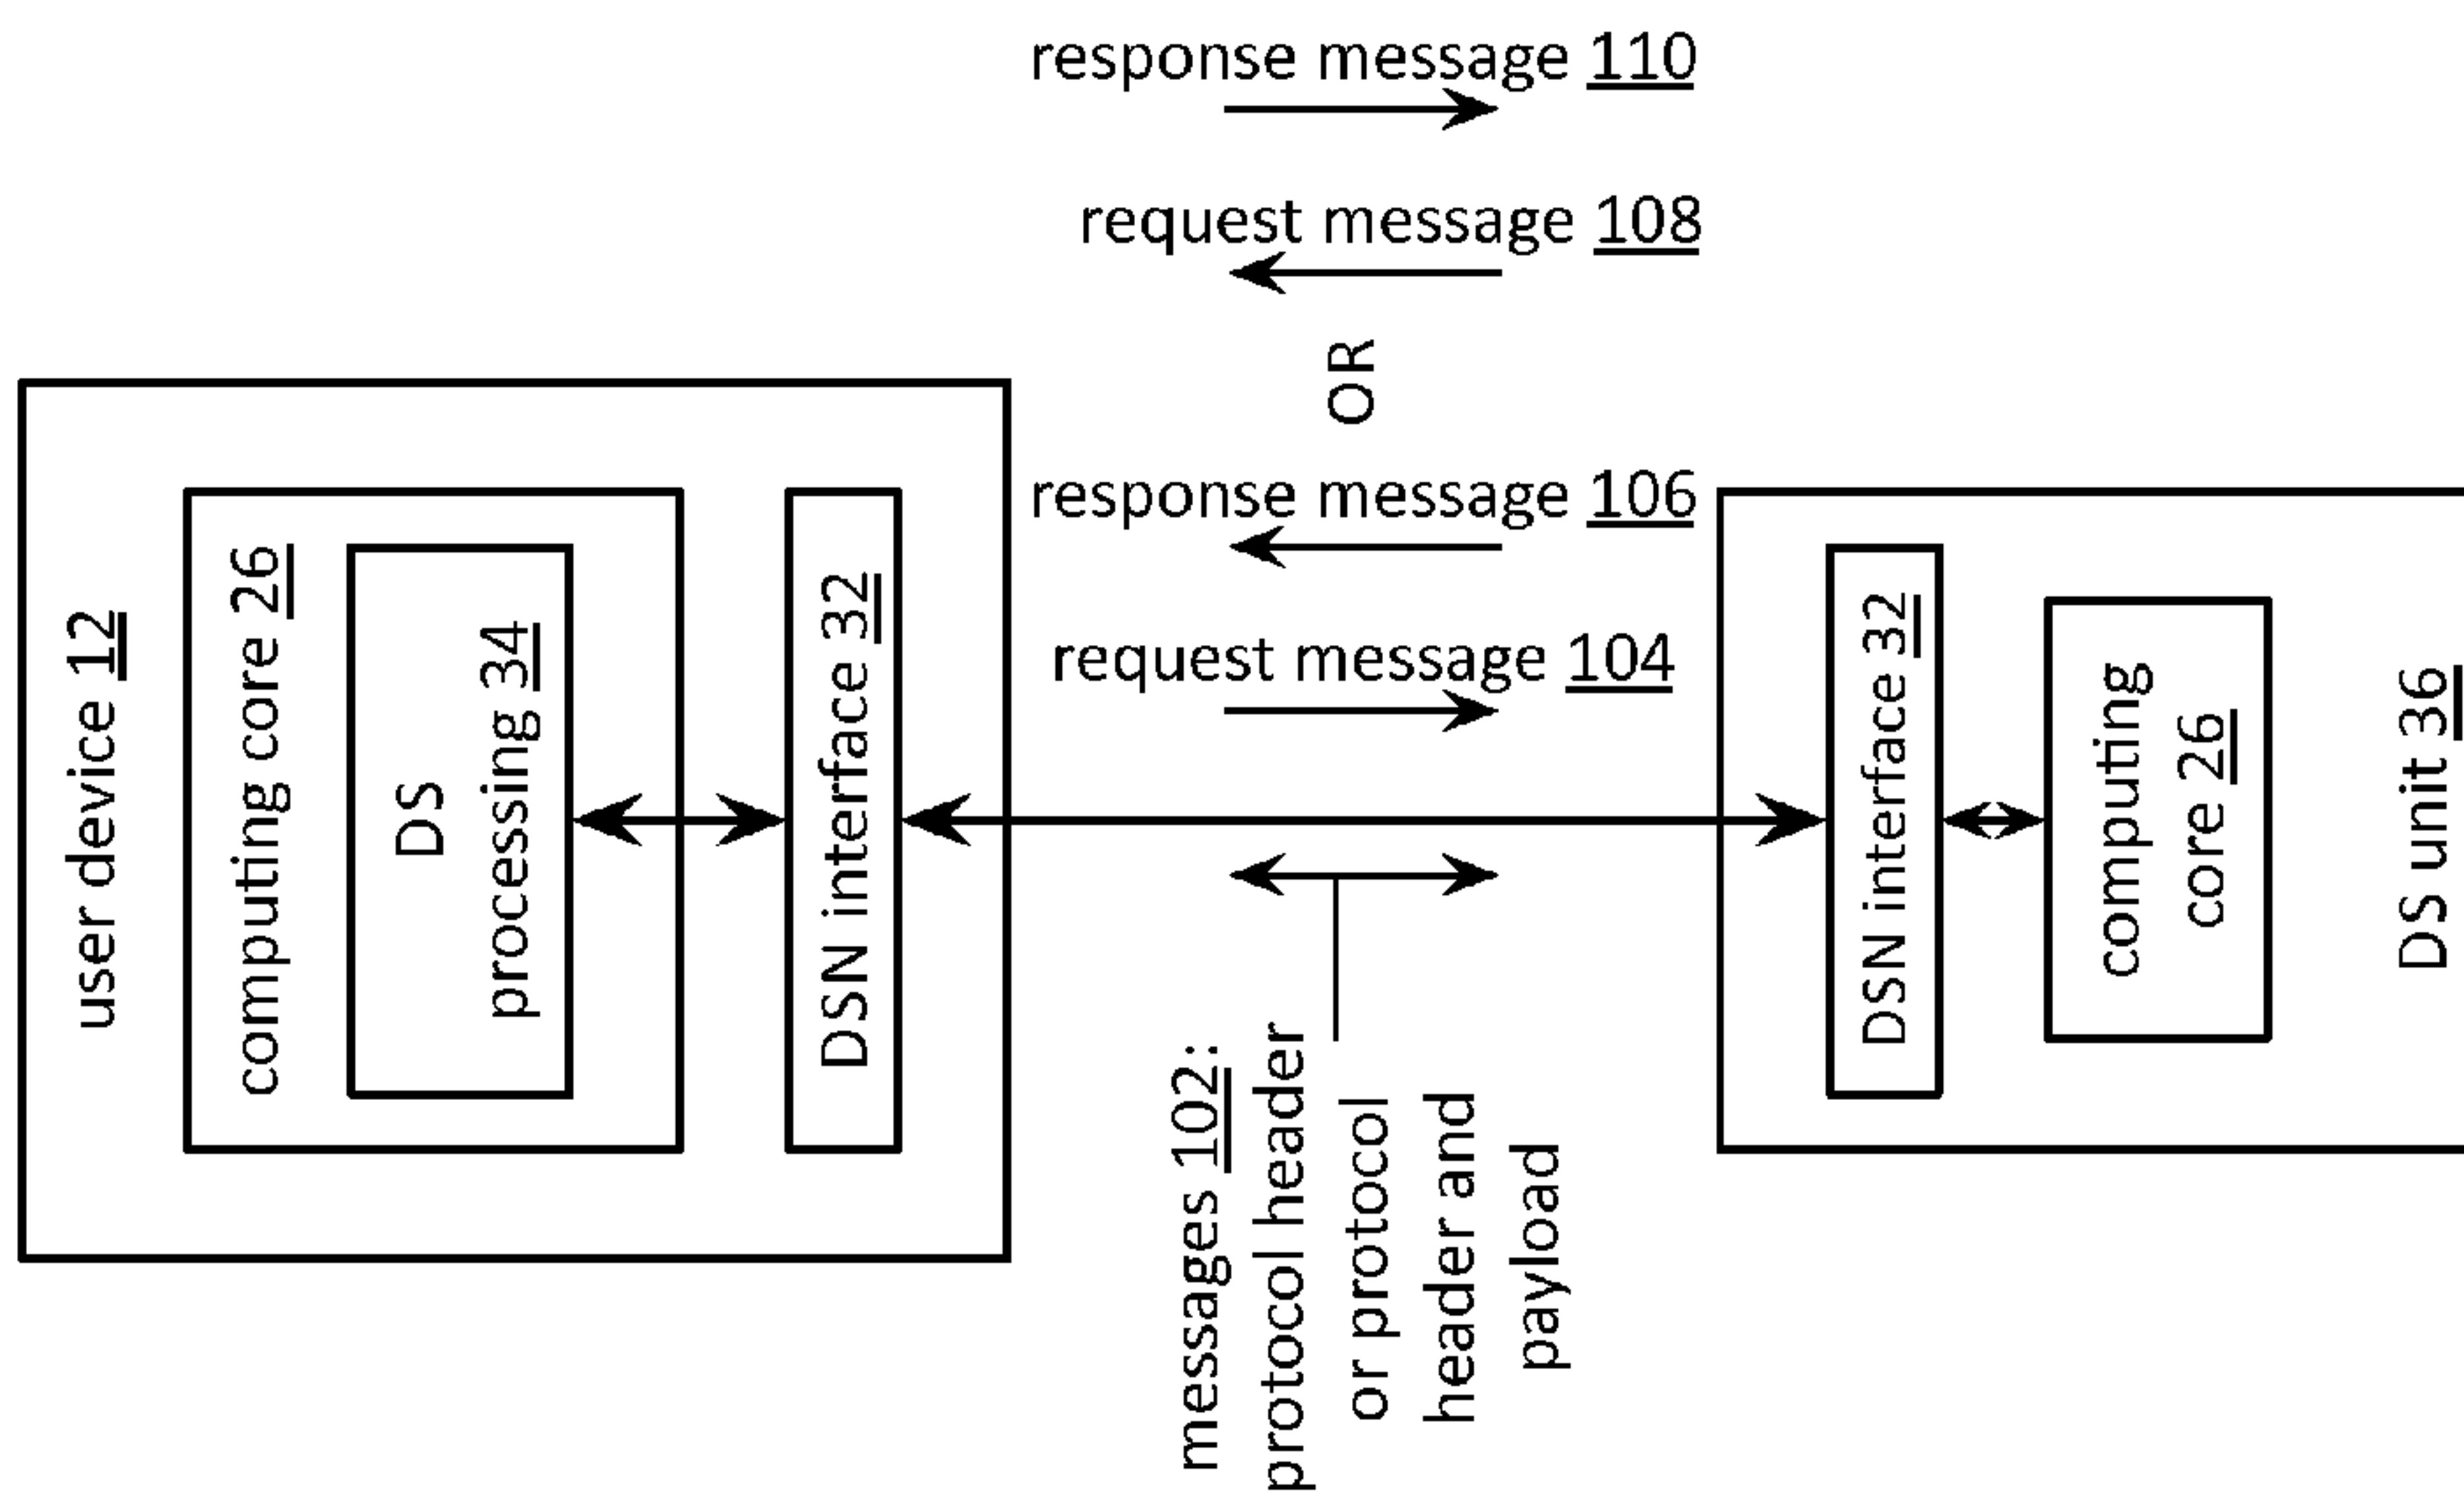 user device 12
computing core 26
DS
processing 34
DSN interface 32
response message 110
request message 108
OR
response message 106
request message 104
messages 102:
protocol header
or protocol
header and
payload
DSN interface 32
computing
core 26
DS unit 36